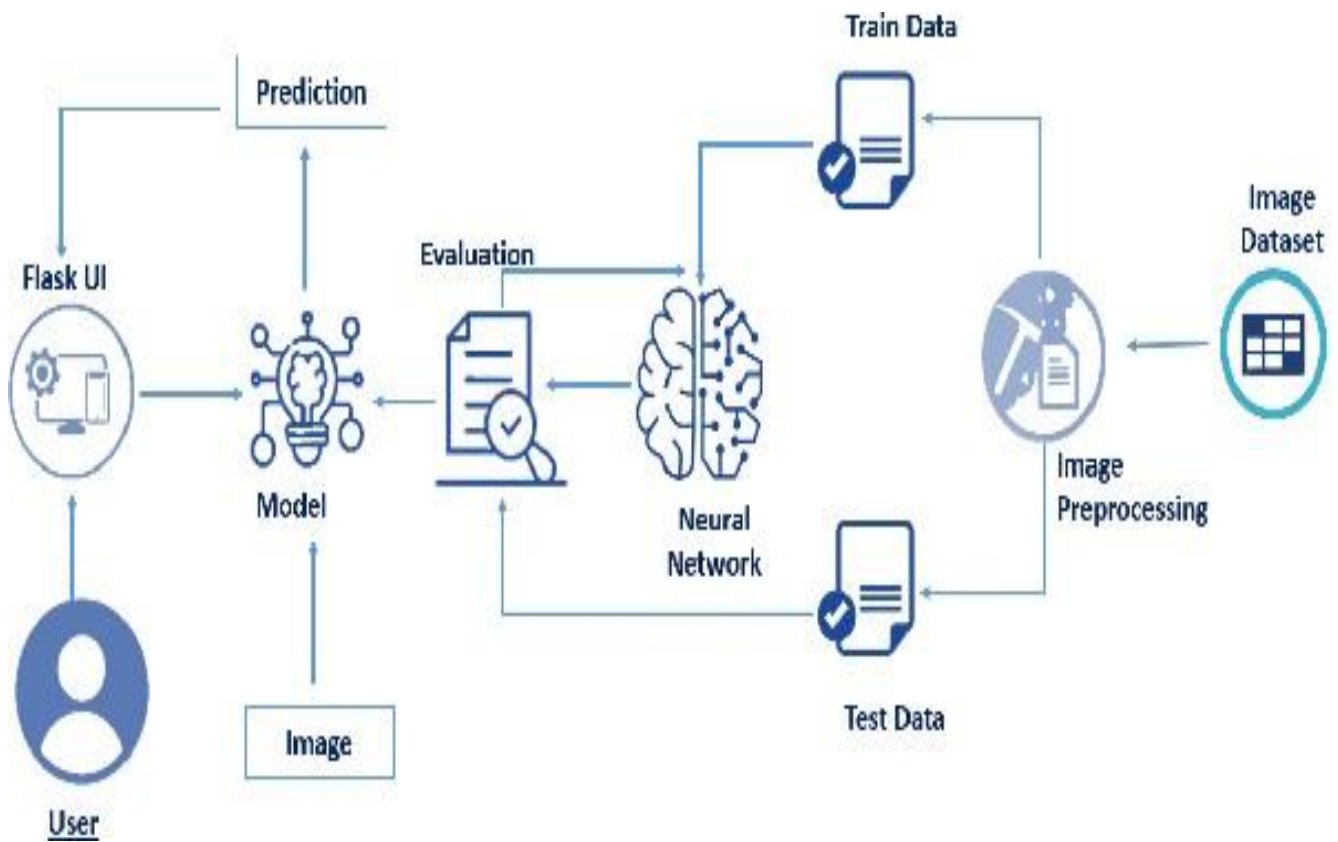 Train Data
Prediction
Image
Dataset
Evaluation
Flask UI
Model
Neural
Network
Image
Preprocessing
Image
Test Data
User